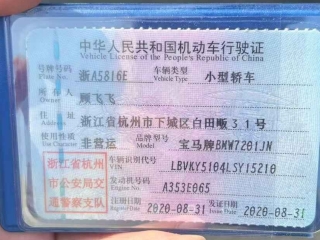 中华人民共和国机动车行驶证
Vehicle License of the People's Republic of China
号牌号码 浙A5816E 车辆类型 小型轿车
Plate No. Vehicle Type
所有人 顾飞飞
Owner
住址 浙江省杭州市下城区白田畈31号
Address
使用性质 非营运 品牌型号 宝马牌BMW7201JN
Use Character Model
浙江省杭州市公安局交通警察支队
车辆识别代号 LBVKY5104LSY15210
VIN
发动机号码 A353E065
Engine No.
注册日期 2020-08-31 发证日期 2020-08-31
Issue Date